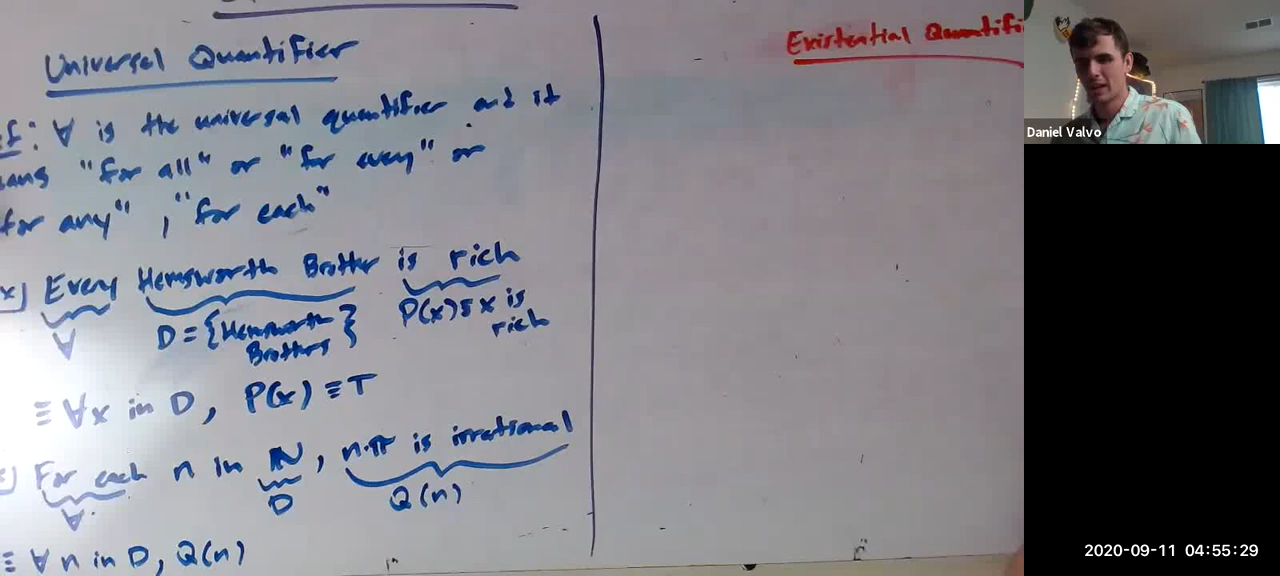 Universal Quantifier
f: ∀ is the universal quantifier and it
ans "for all" or "for every" or
for any" , "for each"
x] Every Hemsworth Brother is rich
∀ D = {Hemsworth Brothers} P(x) ≡ x is rich
≡ ∀x in D, P(x) ≡ T
x] For each n in ℕ, n·π is irrational
∀ D Q(n)
≡ ∀ n in D, Q(n)
Existential Quantifi
Daniel Valvo
2020-09-11 04:55:29